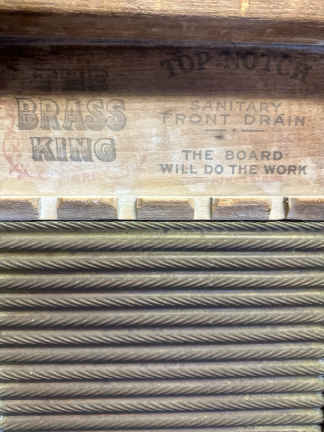 THE
BRASS
KING
TOP-NOTCH
SANITARY
FRONT DRAIN
THE BOARD
WILL DO THE WORK